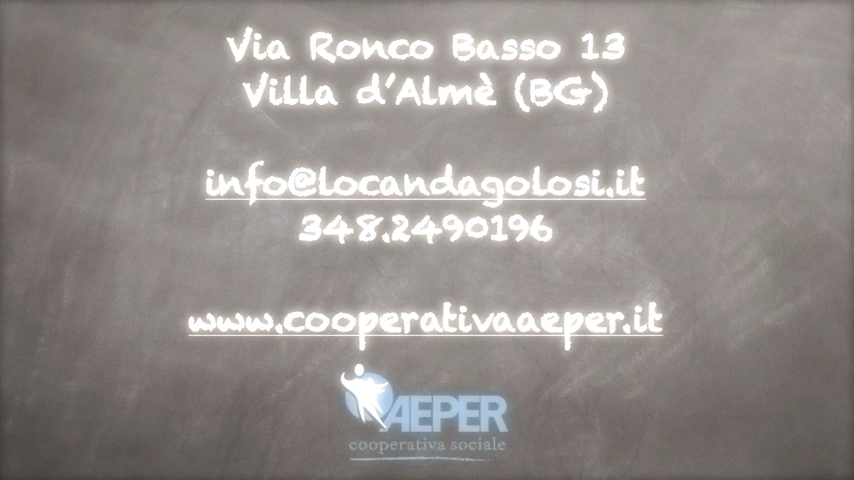 Via Ronco Basso 13
Villa d'Almè (BG)
info@locandagolosi.it
348.2490196
www.cooperativaaeper.it
AEPER
cooperativa sociale